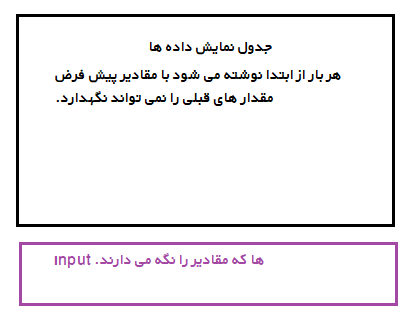 جدول نمایش داده ها
هر بار از ابتدا نوشته می شود با مقادیر پیش فرض
مقدار های قبلی را نمی تواند نگهدارد.
ها که مقادیر را نگه می دارند. input